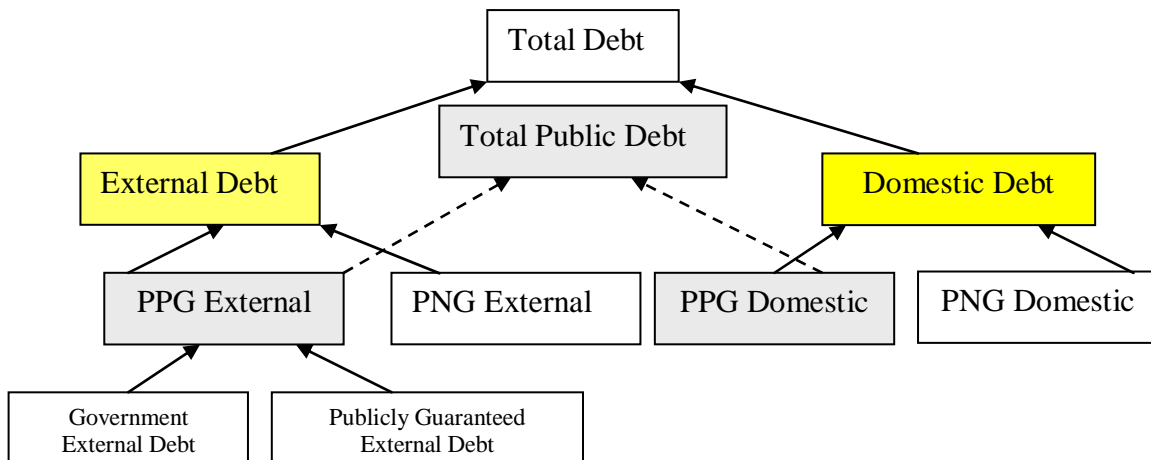 Total Debt
Total Public Debt
External Debt
Domestic Debt
PPG External
PNG External
PPG Domestic
PNG Domestic
Government
External Debt
Publicly Guaranteed
External Debt